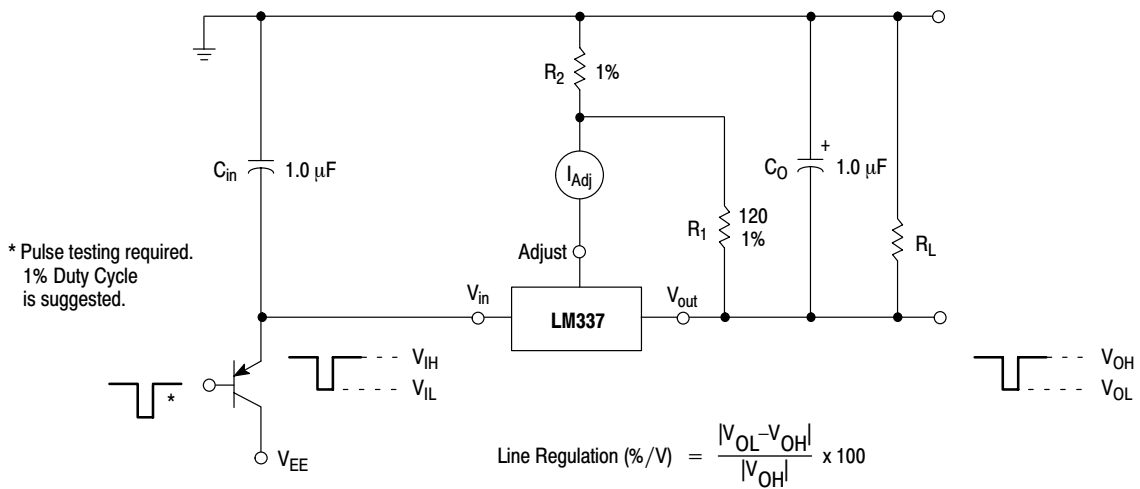 R2
1%
Cin
1.0 μF
IAdj
CO
+
1.0 μF
R1
120
1%
RL
* Pulse testing required.
1% Duty Cycle
is suggested.
Adjust
Vin
LM337
Vout
VIH
VIL
*
VEE
VOH
VOL
Line Regulation (%/V) = |VOL–VOH| / |VOH| x 100